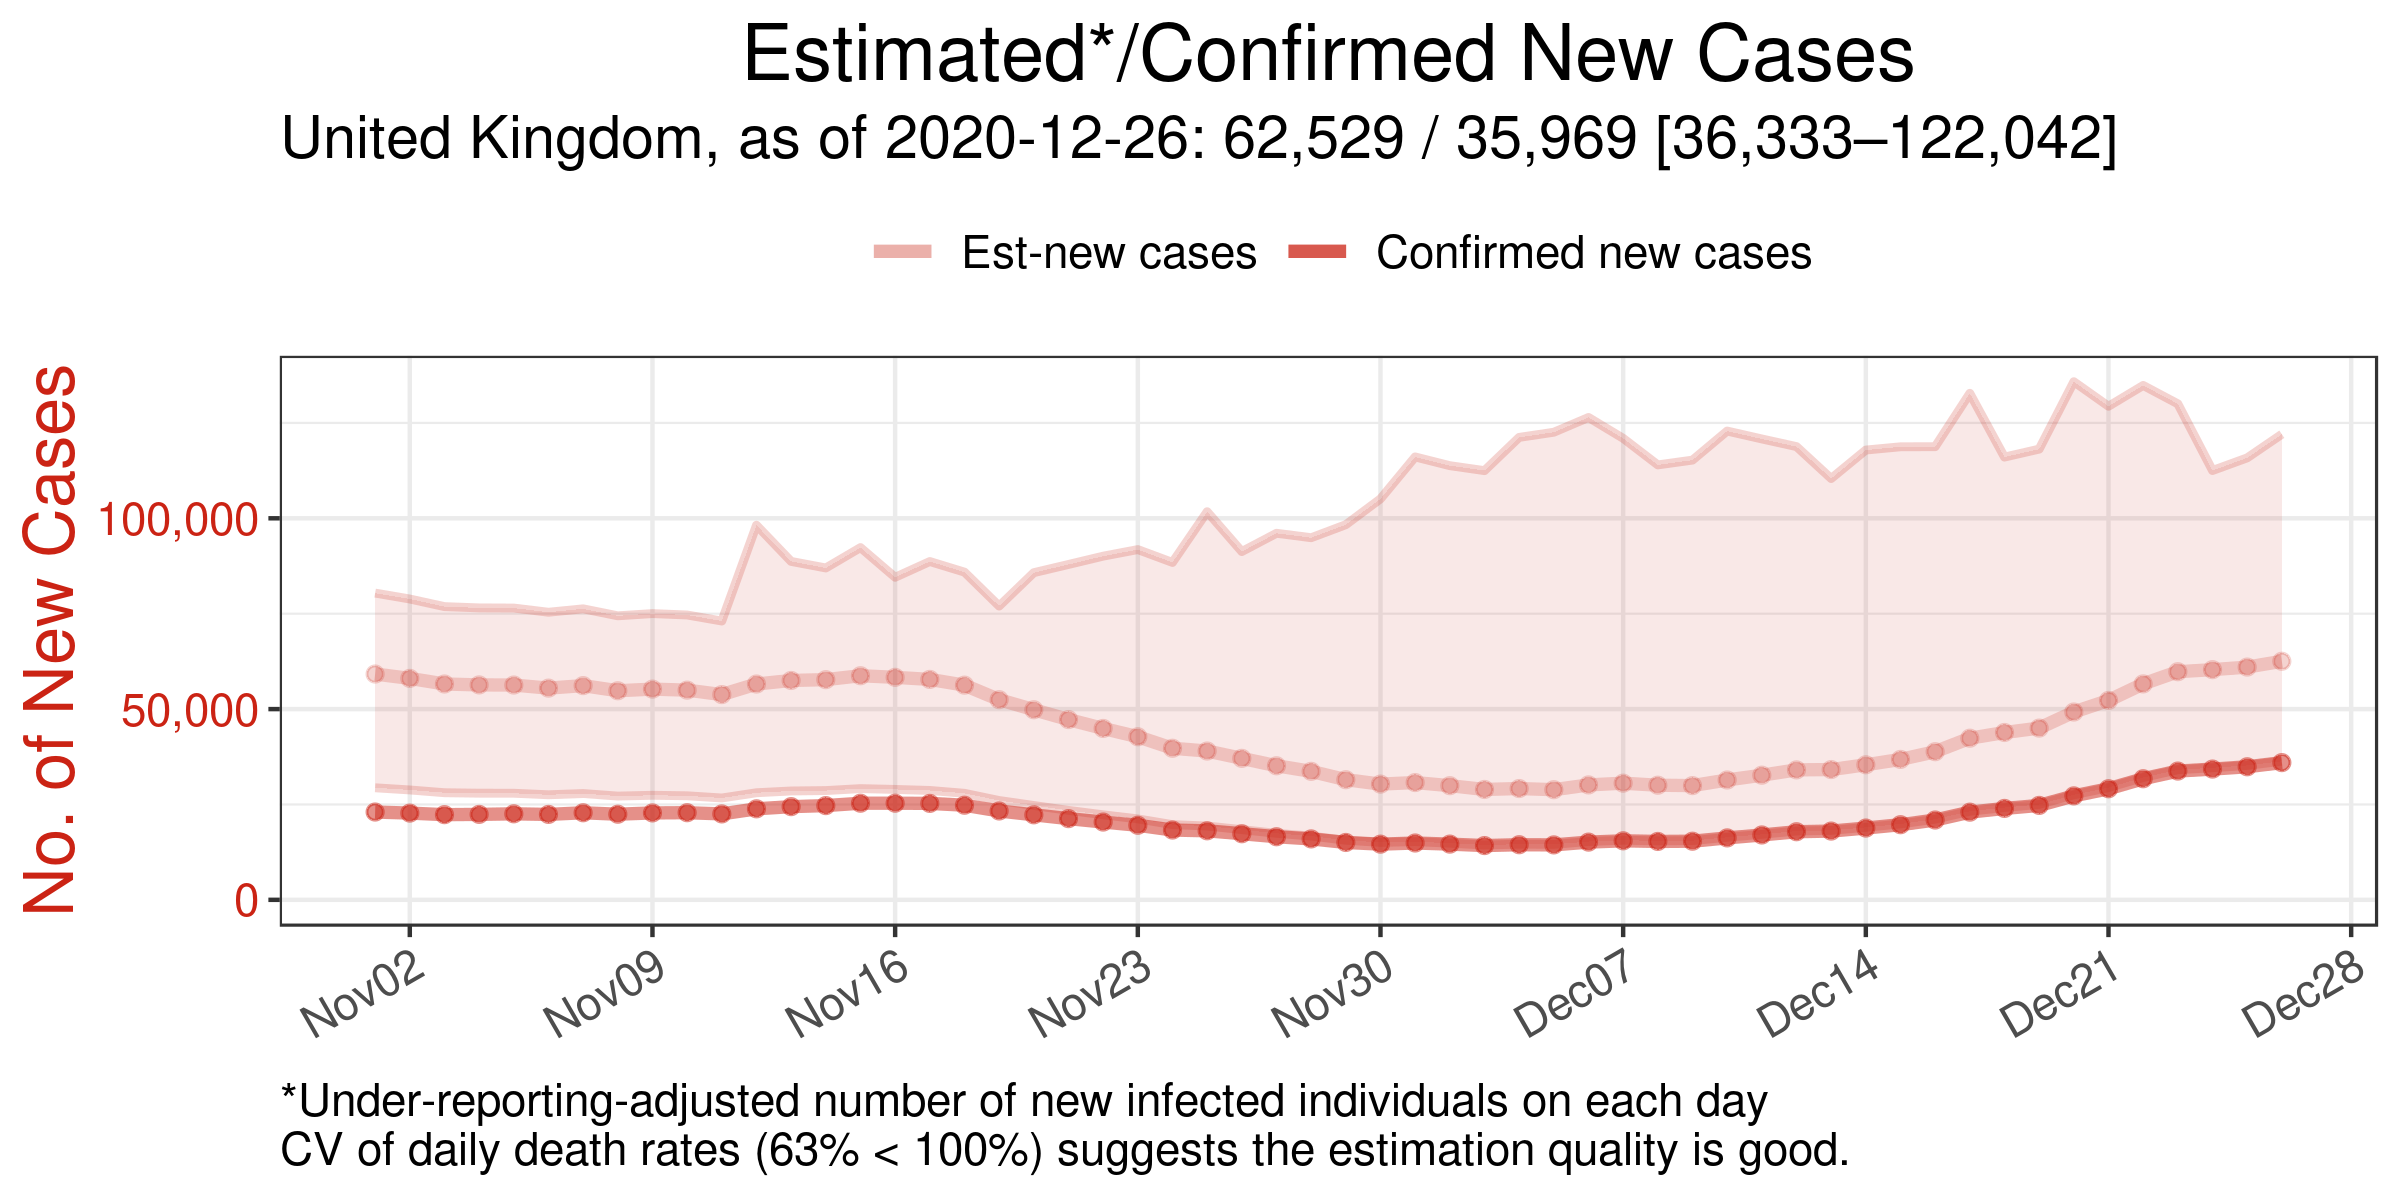 Estimated*/Confirmed New Cases
United Kingdom, as of 2020-12-26: 62,529 / 35,969 [36,333–122,042]
Est-new cases Confirmed new cases
No. of New Cases
100,000
50,000
0
Nov02 Nov09 Nov16 Nov23 Nov30 Dec07 Dec14 Dec21 Dec28
*Under-reporting-adjusted number of new infected individuals on each day
CV of daily death rates (63% < 100%) suggests the estimation quality is good.